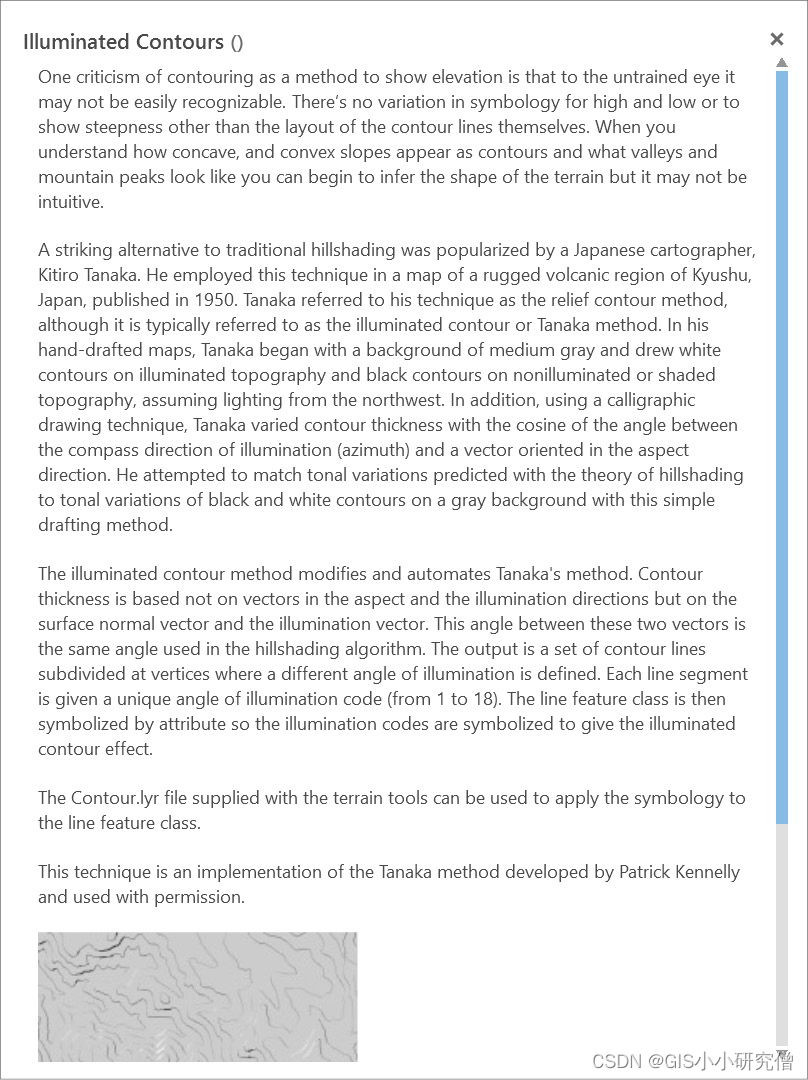 Illuminated Contours ()
One criticism of contouring as a method to show elevation is that to the untrained eye it
may not be easily recognizable. There's no variation in symbology for high and low or to
show steepness other than the layout of the contour lines themselves. When you
understand how concave, and convex slopes appear as contours and what valleys and
mountain peaks look like you can begin to infer the shape of the terrain but it may not be
intuitive.
A striking alternative to traditional hillshading was popularized by a Japanese cartographer,
Kitiro Tanaka. He employed this technique in a map of a rugged volcanic region of Kyushu,
Japan, published in 1950. Tanaka referred to his technique as the relief contour method,
although it is typically referred to as the illuminated contour or Tanaka method. In his
hand-drafted maps, Tanaka began with a background of medium gray and drew white
contours on illuminated topography and black contours on nonilluminated or shaded
topography, assuming lighting from the northwest. In addition, using a calligraphic
drawing technique, Tanaka varied contour thickness with the cosine of the angle between
the compass direction of illumination (azimuth) and a vector oriented in the aspect
direction. He attempted to match tonal variations predicted with the theory of hillshading
to tonal variations of black and white contours on a gray background with this simple
drafting method.
The illuminated contour method modifies and automates Tanaka's method. Contour
thickness is based not on vectors in the aspect and the illumination directions but on the
surface normal vector and the illumination vector. This angle between these two vectors is
the same angle used in the hillshading algorithm. The output is a set of contour lines
subdivided at vertices where a different angle of illumination is defined. Each line segment
is given a unique angle of illumination code (from 1 to 18). The line feature class is then
symbolized by attribute so the illumination codes are symbolized to give the illuminated
contour effect.
The Contour.lyr file supplied with the terrain tools can be used to apply the symbology to
the line feature class.
This technique is an implementation of the Tanaka method developed by Patrick Kennelly
and used with permission.
CSDN @GIS小小研究僧